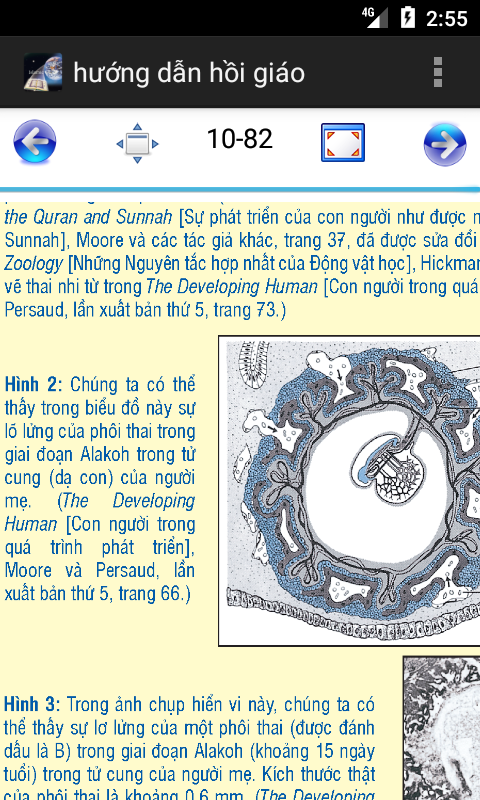 4G 2:55
hướng dẫn hồi giáo
10-82
the Quran and Sunnah [Sự phát triển của con người như được
Sunnah], Moore và các tác giả khác, trang 37, đã được sửa đổi
Zoology [Những Nguyên tắc hợp nhất của Động vật học], Hickman
vẽ thai nhi từ trong The Developing Human [Con người trong quá
Persaud, lần xuất bản thứ 5, trang 73.)
Hình 2: Chúng ta có thể
thấy trong biểu đồ này sự
lõ lửng của phôi thai trong
giai đoạn Alakoh trong tử
cung (dạ con) của người
mẹ. (The Developing
Human [Con người trong
quá trình phát triển],
Moore và Persaud, lần
xuất bản thứ 5, trang 66.)
Hình 3: Trong ảnh chụp hiển vi này, chúng ta có
thể thấy sự lơ lửng của một phôi thai (được đánh
dấu là B) trong giai đoạn Alakoh (khoảng 15 ngày
tuổi) trong tử cung của người mẹ. Kích thước thật
của phôi thai là khoảng 0,6 mm. (The Developing